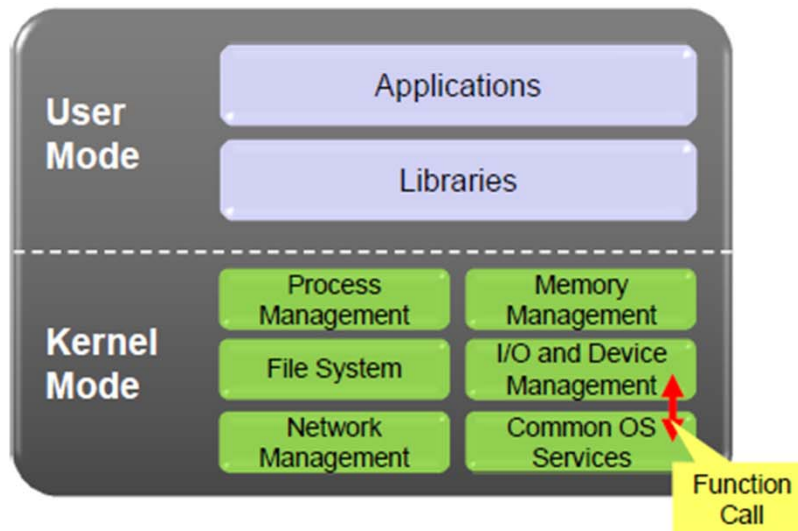 User
Mode
Applications
Libraries
Kernel
Mode
Process
Management
Memory
Management
File System
I/O and Device
Management
Network
Management
Common OS
Services
Function
Call